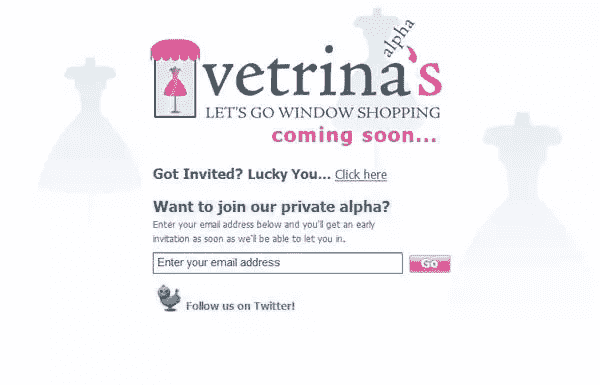 alpha
vetrina's
LET'S GO WINDOW SHOPPING
coming soon...
Got Invited? Lucky You... Click here
Want to join our private alpha?
Enter your email address below and you'll get an early
invitation as soon as we'll be able to let you in.
Enter your email address
Go
Follow us on Twitter!